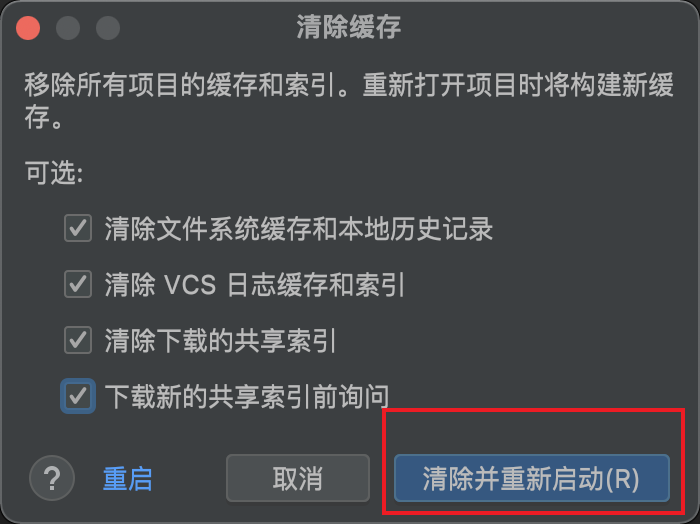 清除缓存
移除所有项目的缓存和索引。重新打开项目时将构建新缓
存。
可选:
清除文件系统缓存和本地历史记录
清除 VCS 日志缓存和索引
清除下载的共享索引
下载新的共享索引前询问
? 重启 取消 清除并重新启动(R)